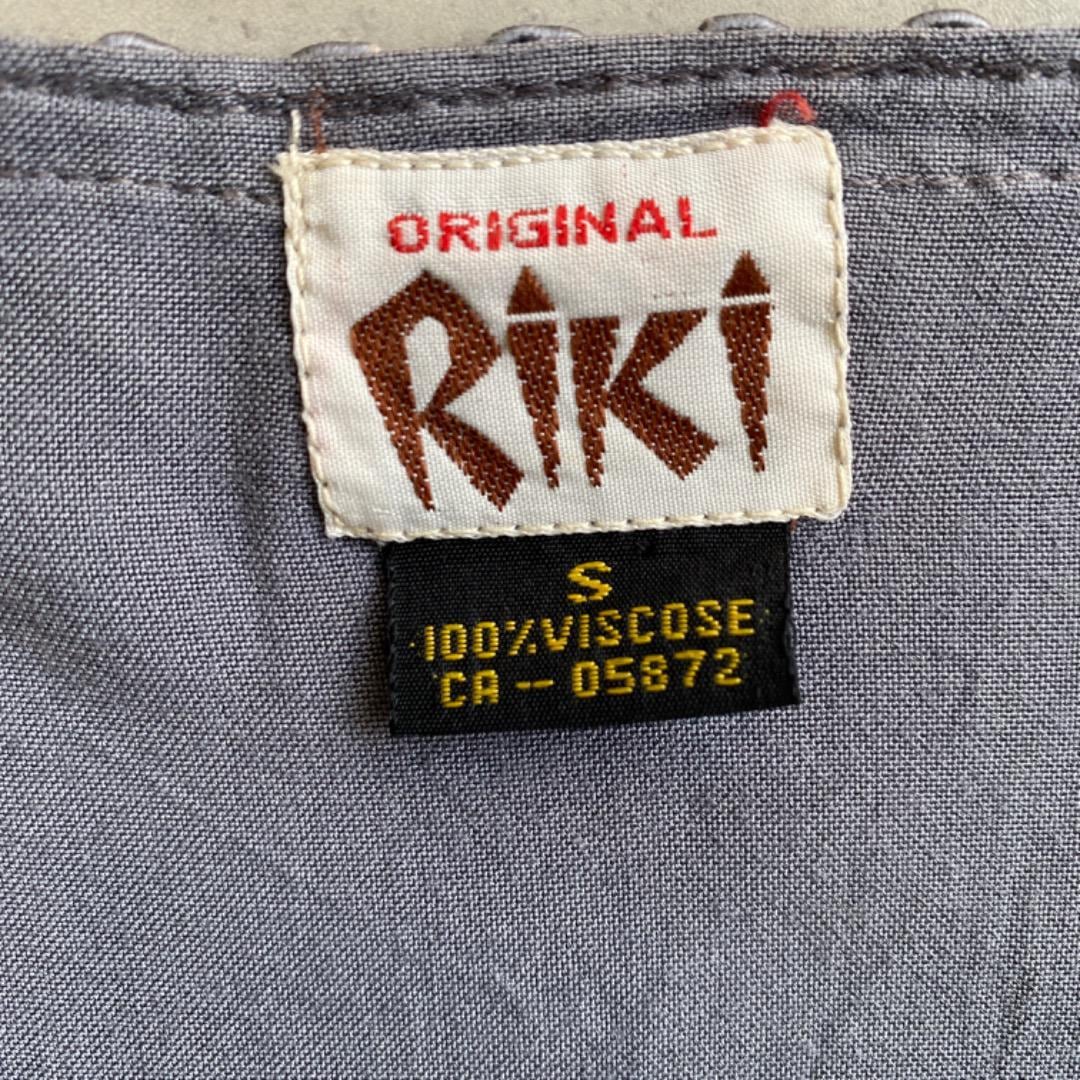 ORIGINAL
RiKi
S
100%VISCOSE
CA -- 05872